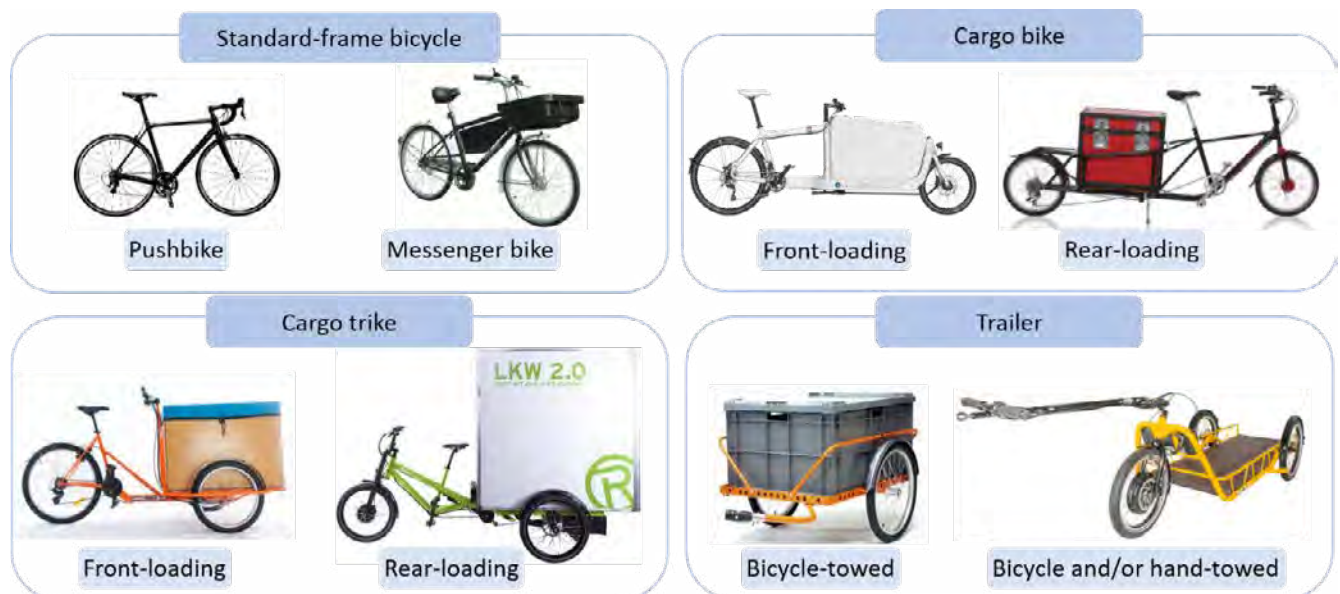 Standard-frame bicycle
Pushbike
Messenger bike
Cargo bike
Front-loading
Rear-loading
Cargo trike
LKW 2.0
Front-loading
Rear-loading
Trailer
Bicycle-towed
Bicycle and/or hand-towed